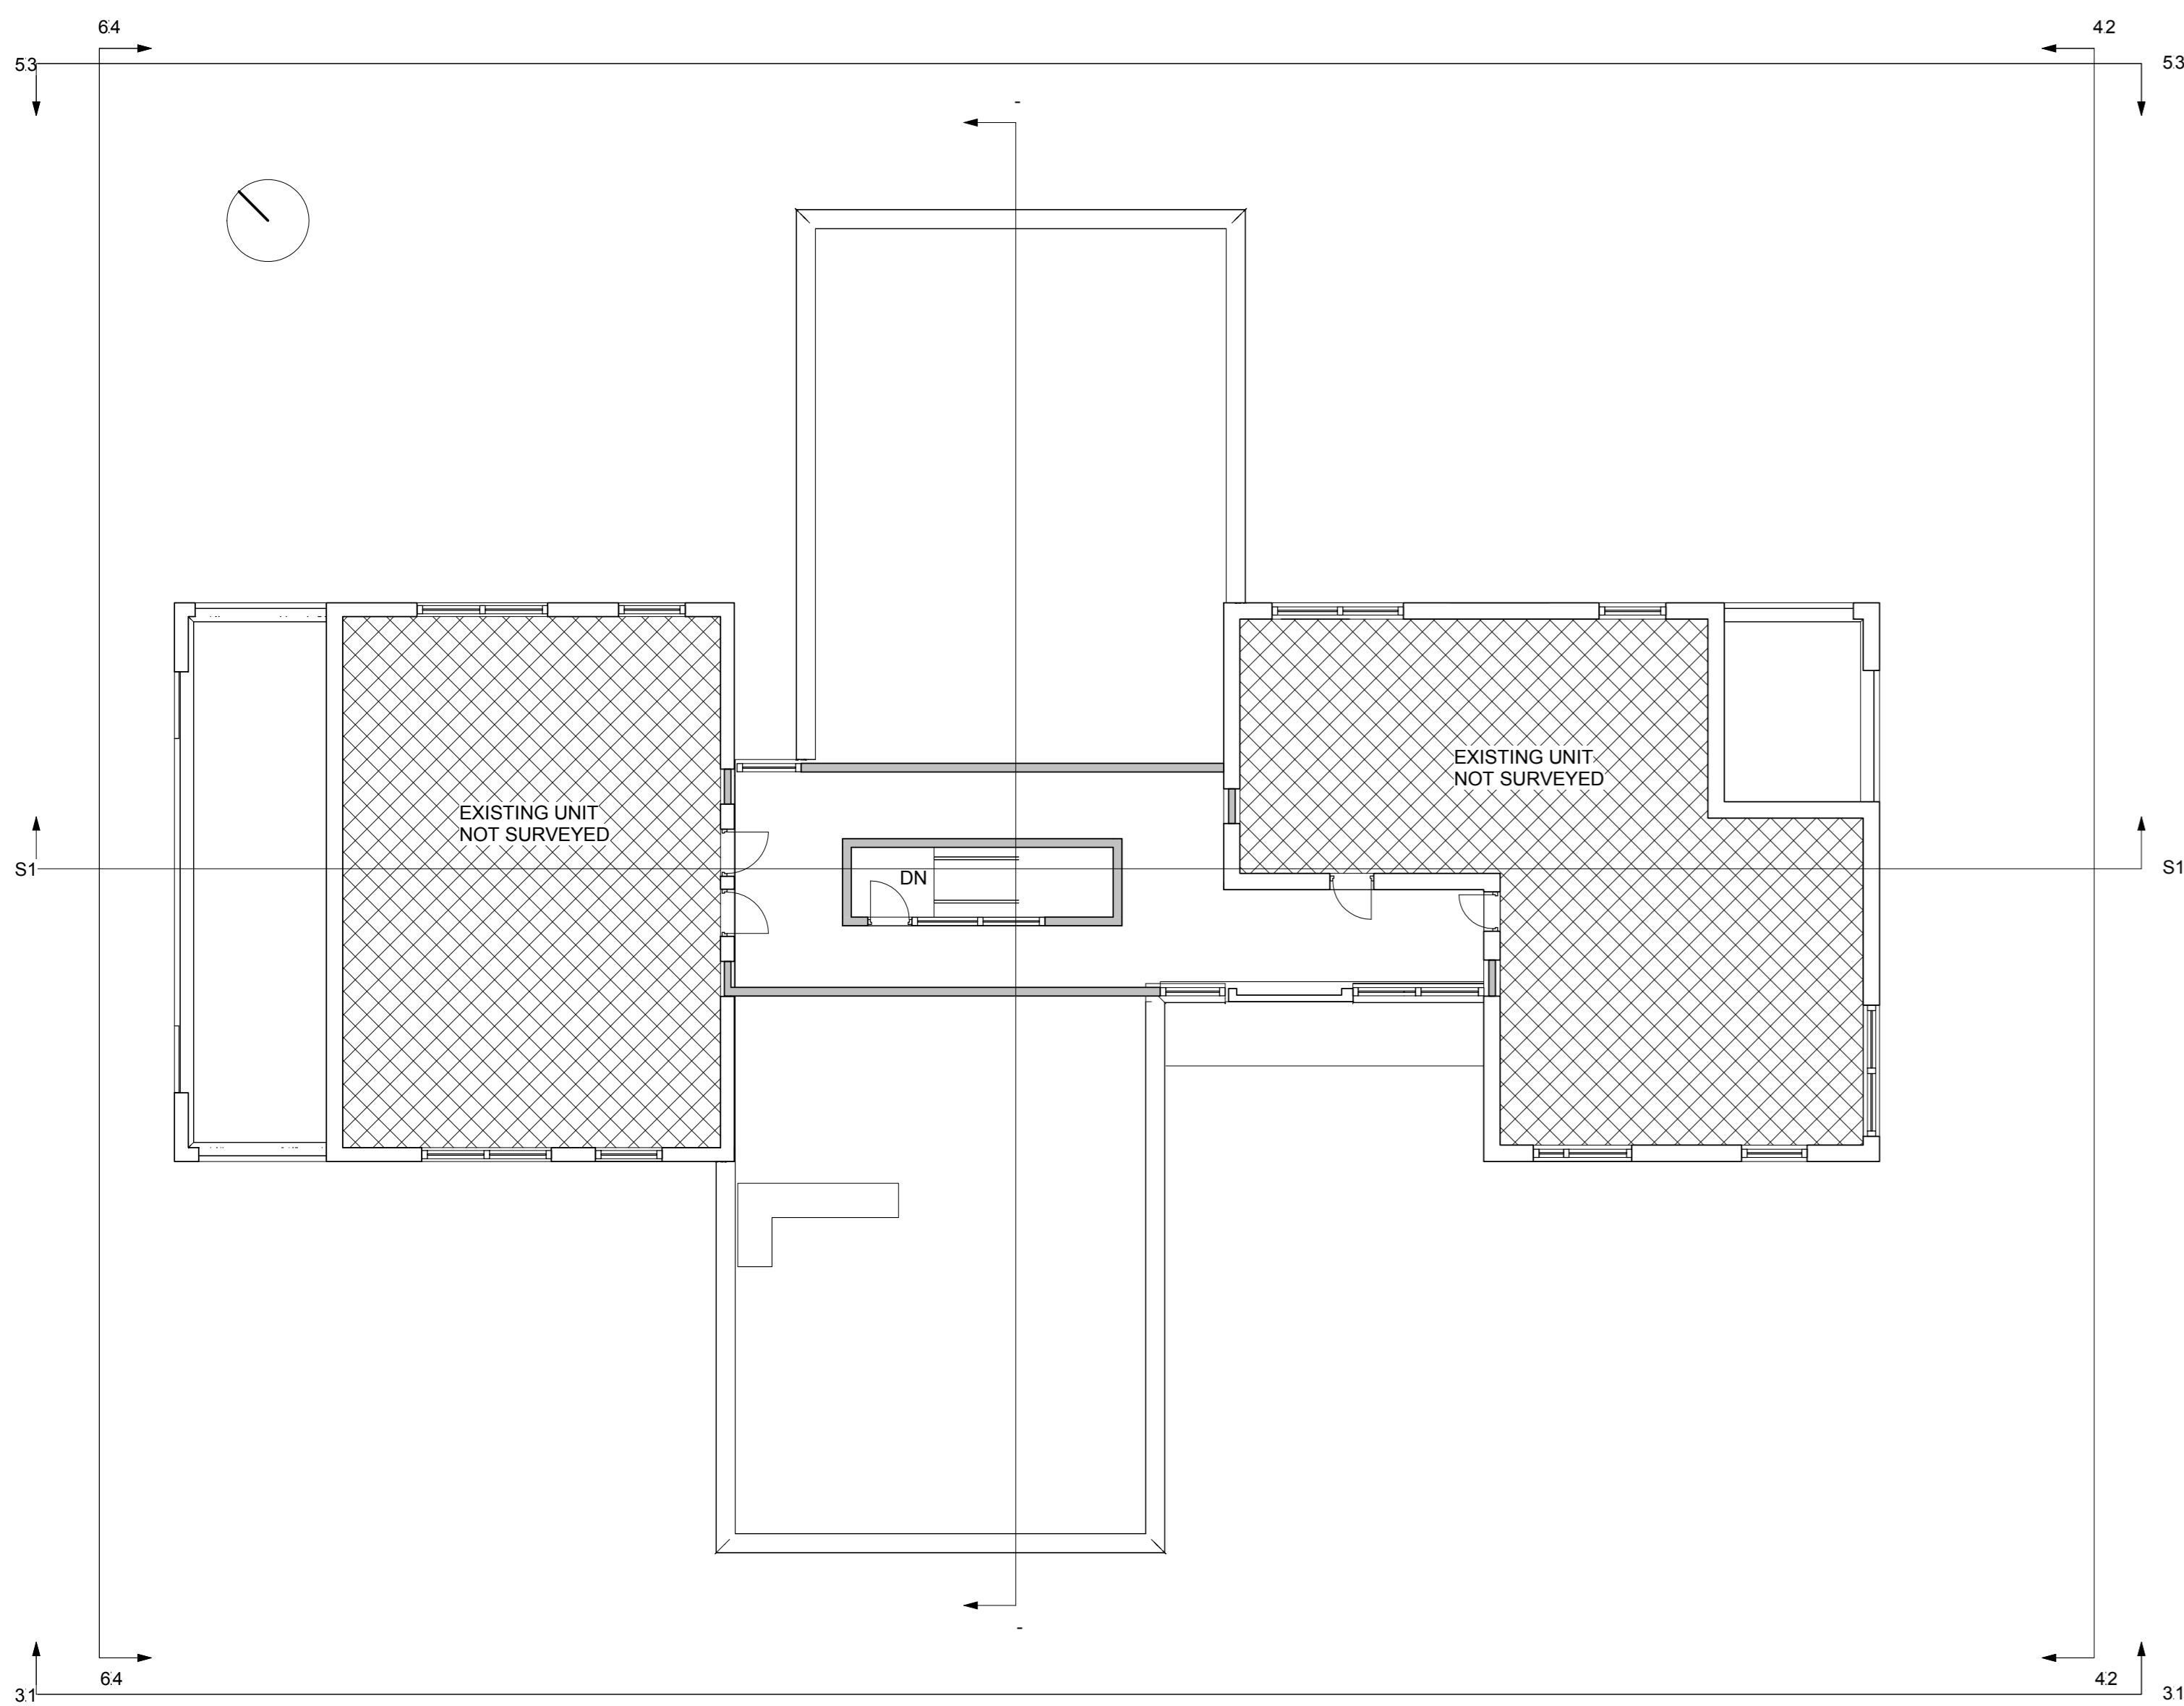 6.4
4.2
5.3
5.3
-
EXISTING UNIT
NOT SURVEYED
EXISTING UNIT
NOT SURVEYED
S1
DN
S1
-
6.4
4.2
3.1
3.1